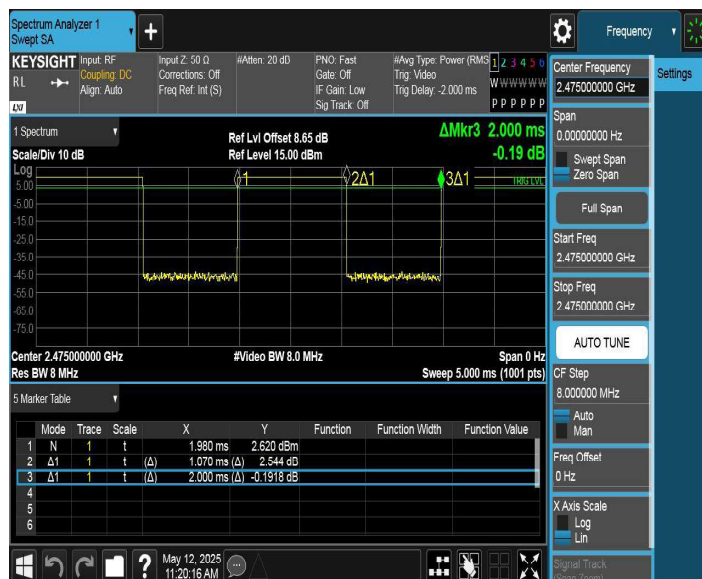 Spectrum Analyzer 1
Swept SA
+
Frequency
KEYSIGHT
RL
LXI
Input: RF
Coupling: DC
Align: Auto
Input Z: 50 Ω
Corrections: Off
Freq Ref: Int (S)
#Atten: 20 dB
PNO: Fast
Gate: Off
IF Gain: Low
Sig Track: Off
#Avg Type: Power (RMS
Trig: Video
Trig Delay: -2.000 ms
1 2 3 4 5 6
W W W W W W
P P P P P P
1 Spectrum
Scale/Div 10 dB
Ref Lvl Offset 8.65 dB
Ref Level 15.00 dBm
ΔMkr3 2.000 ms
-0.19 dB
Log
5.00
-5.00
-15.0
-25.0
-35.0
-45.0
-55.0
-65.0
-75.0
1
2Δ1
3Δ1
TRIG LVL
Center 2.475000000 GHz
#Video BW 8.0 MHz
Span 0 Hz
Res BW 8 MHz
Sweep 5.000 ms (1001 pts)
5 Marker Table
Mode Trace Scale X Y Function Function Width Function Value
1 N 1 t 1.980 ms 2.620 dBm
2 Δ1 1 t (Δ) 1.070 ms (Δ) 2.544 dB
3 Δ1 1 t (Δ) 2.000 ms (Δ) -0.1918 dB
4
5
6
?
May 12, 2025
11:20:16 AM
Center Frequency
2.475000000 GHz
Span
0.00000000 Hz
Swept Span
Zero Span
Full Span
Start Freq
2.475000000 GHz
Stop Freq
2.475000000 GHz
AUTO TUNE
CF Step
8.000000 MHz
Auto
Man
Freq Offset
0 Hz
X Axis Scale
Log
Lin
Signal Track
(Span Zoom)
Settings